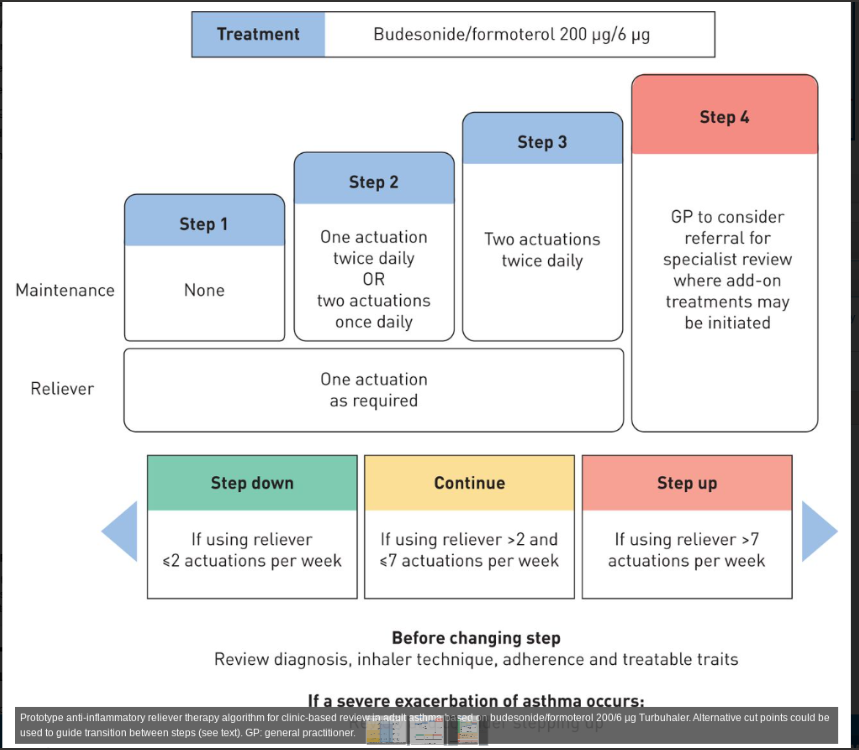 Treatment
Budesonide/formoterol 200 µg/6 µg
Step 1
Step 2
Step 3
Step 4
Maintenance
None
One actuation
twice daily
OR
two actuations
once daily
Two actuations
twice daily
GP to consider
referral for
specialist review
where add-on
treatments may
be initiated
Reliever
One actuation
as required
Step down
If using reliever
≤2 actuations per week
Continue
If using reliever >2 and
≤7 actuations per week
Step up
If using reliever >7
actuations per week
Before changing step
Review diagnosis, inhaler technique, adherence and treatable traits
If a severe exacerbation of asthma occurs:
stepping up
Prototype anti-inflammatory reliever therapy algorithm for clinic-based review in adult asthma based on budesonide/formoterol 200/6 µg Turbuhaler. Alternative cut points could be
used to guide transition between steps (see text). GP: general practitioner.